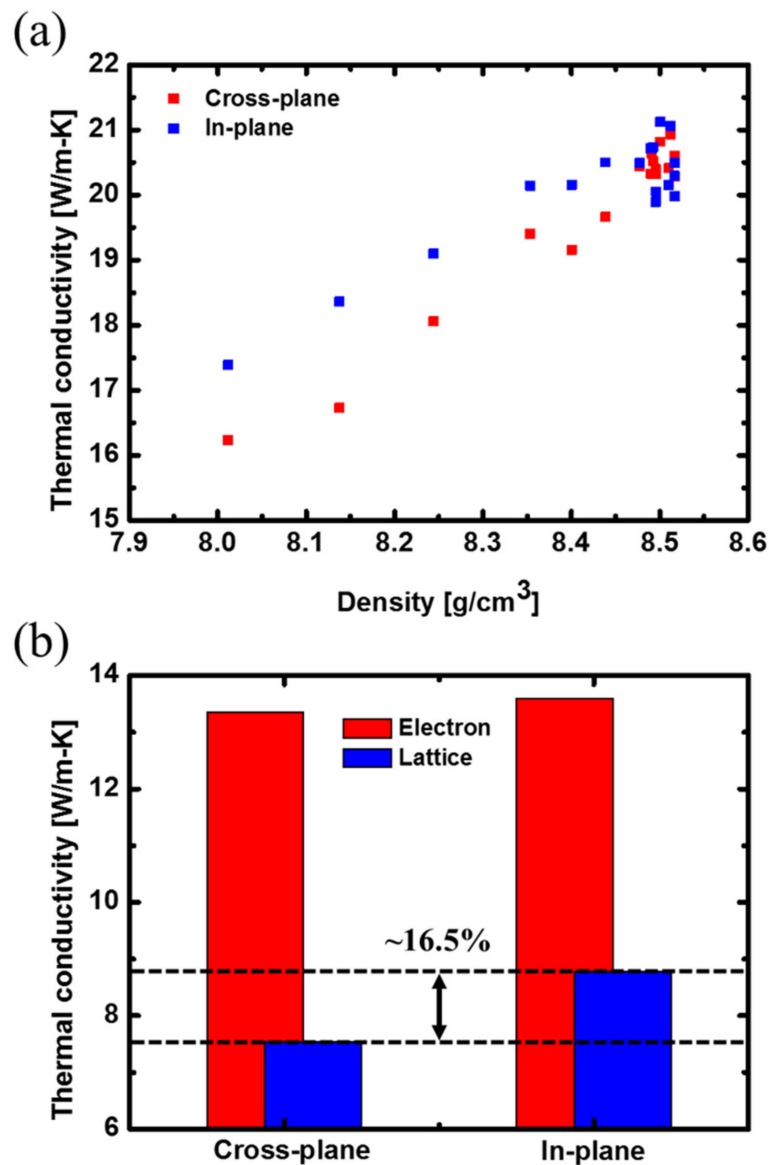 (a)
22
21
20
19
18
17
16
15
Thermal conductivity [W/m-K]
Cross-plane
In-plane
7.9 8.0 8.1 8.2 8.3 8.4 8.5 8.6
Density [g/cm³]
(b)
14
12
10
8
6
Thermal conductivity [W/m-K]
Electron
Lattice
~16.5%
Cross-plane In-plane